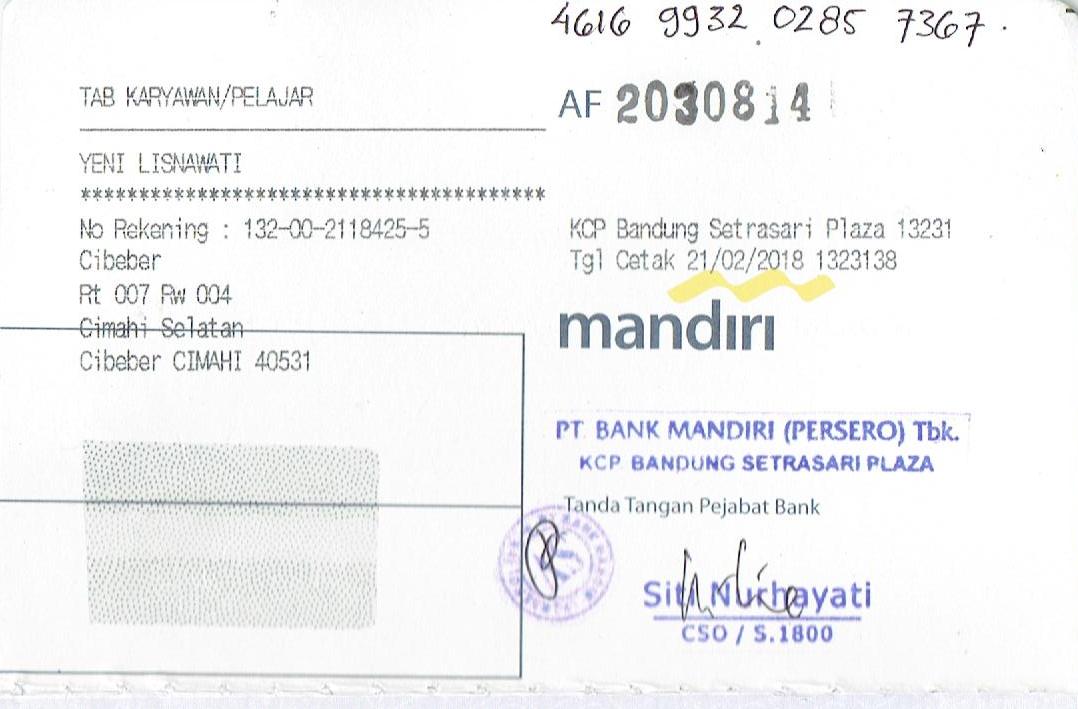 4616 9932 0285 7367.
TAB KARYAWAN/PELAJAR
AF 2030814
YENI LISNAWATI
****************************************
No Rekening : 132-00-2118425-5
Cibeber
Rt 007 Rw 004
Cimahi Selatan
Cibeber CIMAHI 40531
KCP Bandung Setrasari Plaza 13231
Tgl Cetak 21/02/2018 1323138
mandırı
PT. BANK MANDIRI (PERSERO) Tbk.
KCP. BANDUNG SETRASARI PLAZA
Tanda Tangan Pejabat Bank
Siti Nurhayati
CSO / S.1800